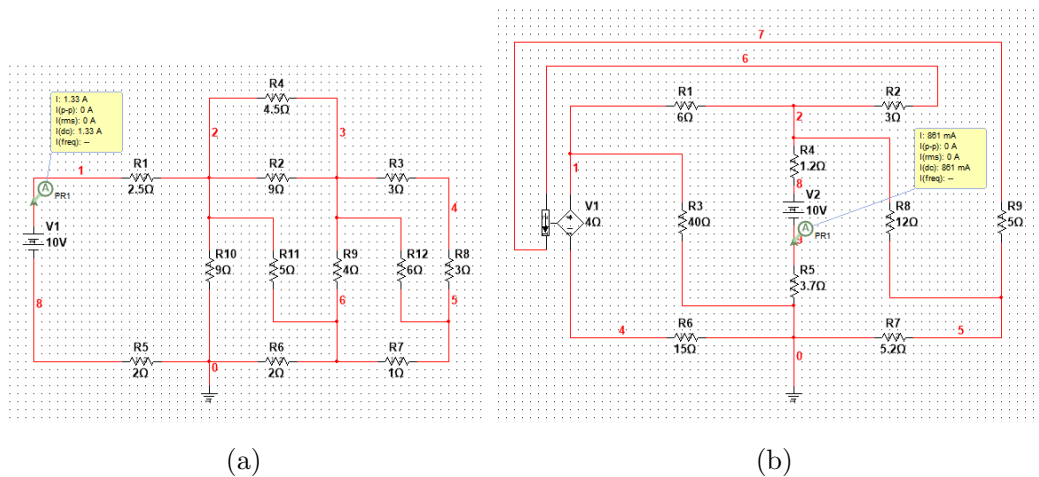 7
6
R4
4.5Ω
I: 1.33 A
I(p-p): 0 A
I(rms): 0 A
I(dc): 1.33 A
I(freq): --
2
3
1
R1
2.5Ω
R2
9Ω
R3
3Ω
A
PR1
4
V1
10V
R10
9Ω
R11
5Ω
R9
4Ω
R12
6Ω
R8
3Ω
8
6
5
R5
2Ω
0
R6
2Ω
R7
1Ω
(a)
R1
6Ω
R2
3Ω
2
I: 861 mA
I(p-p): 0 A
I(rms): 0 A
I(dc): 861 mA
I(freq): --
R4
1.2Ω
1
8
V2
10V
V1
4Ω
R3
40Ω
R8
12Ω
R9
5Ω
A
PR1
9
R5
3.7Ω
4
R6
15Ω
R7
5.2Ω
5
0
(b)